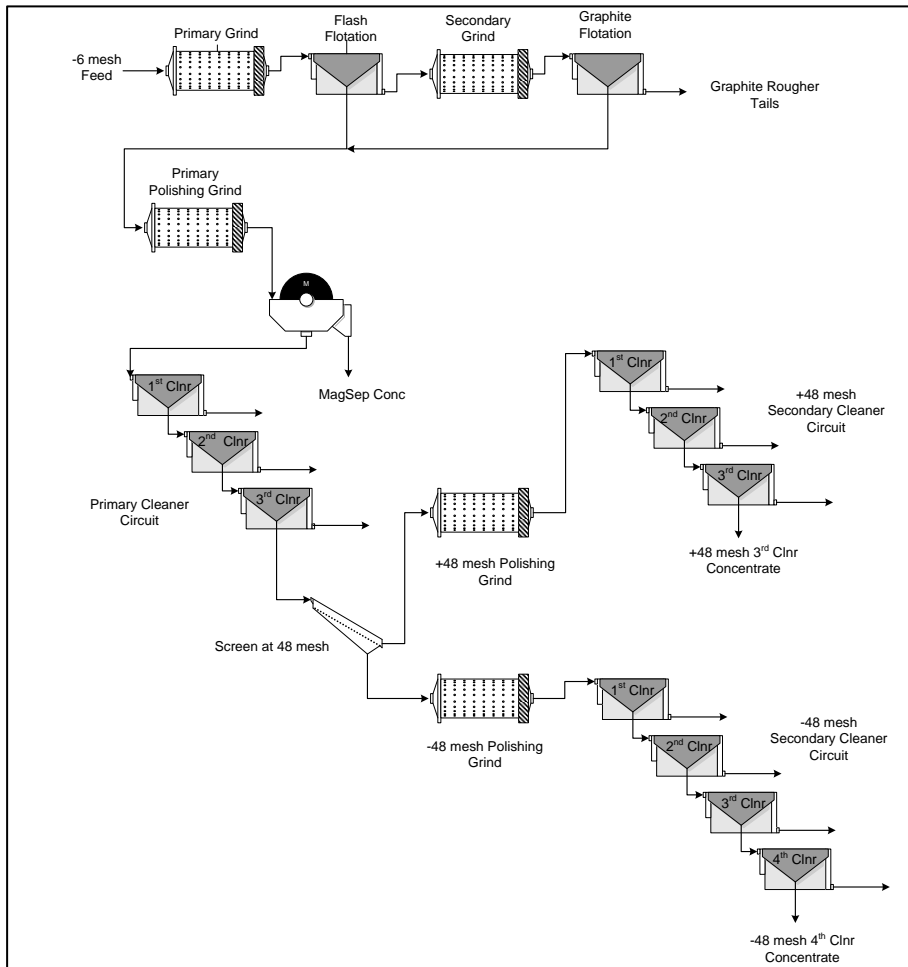 Primary Grind
Flash
Flotation
Secondary
Grind
Graphite
Flotation
-6 mesh
Feed
Graphite Rougher
Tails
Primary
Polishing Grind
M
MagSep Conc
1st Clnr
2nd Clnr
3rd Clnr
Primary Cleaner
Circuit
1st Clnr
2nd Clnr
3rd Clnr
+48 mesh
Secondary Cleaner
Circuit
+48 mesh Polishing
Grind
+48 mesh 3rd Clnr
Concentrate
Screen at 48 mesh
-48 mesh Polishing
Grind
1st Clnr
2nd Clnr
3rd Clnr
4th Clnr
-48 mesh
Secondary Cleaner
Circuit
-48 mesh 4th Clnr
Concentrate